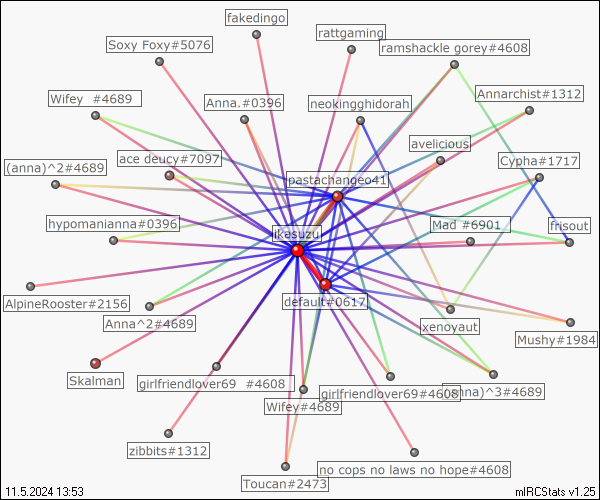 fakedingo
rattgaming
Soxy Foxy#5076
ramshackle gorey#4608
Wifey  #4689
Anna.#0396
neokingghidorah
Annarchist#1312
avelicious
(anna)^2#4689
ace deucy#7097
Cypha#1717
pastachangeo41
hypomanianna#0396
ikesuzu
Mad #6901
frisout
AlpineRooster#2156
default#0617
Anna^2#4689
xenoyaut
Mushy#1984
Skalman
girlfriendlover69  #4608
girlfriendlover69#4608
nna)^3#4689
Wifey#4689
zibbits#1312
no cops no laws no hope#4608
Toucan#2473
11.5.2024 13:53
mIRCStats v1.25